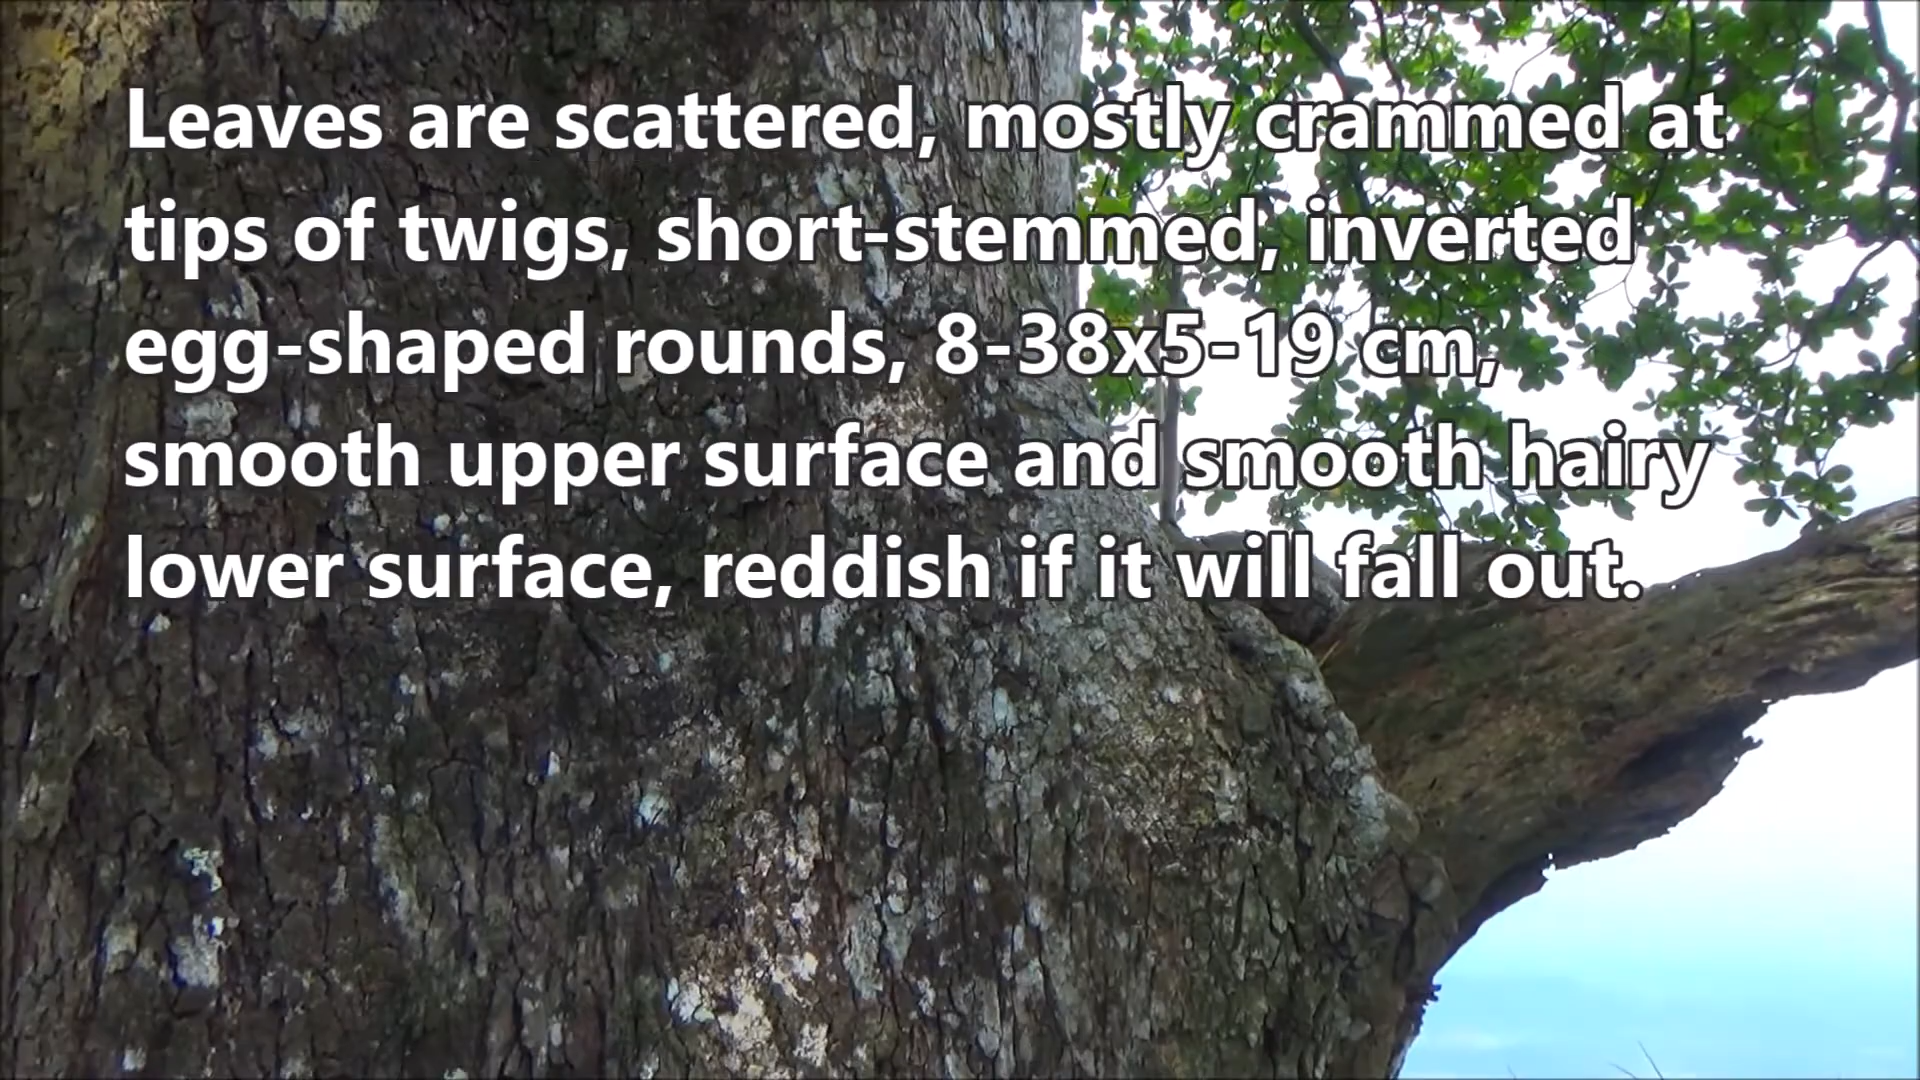 Leaves are scattered, mostly crammed at
tips of twigs, short-stemmed, inverted
egg-shaped rounds, 8-38x5-19 cm,
smooth upper surface and smooth hairy
lower surface, reddish if it will fall out.